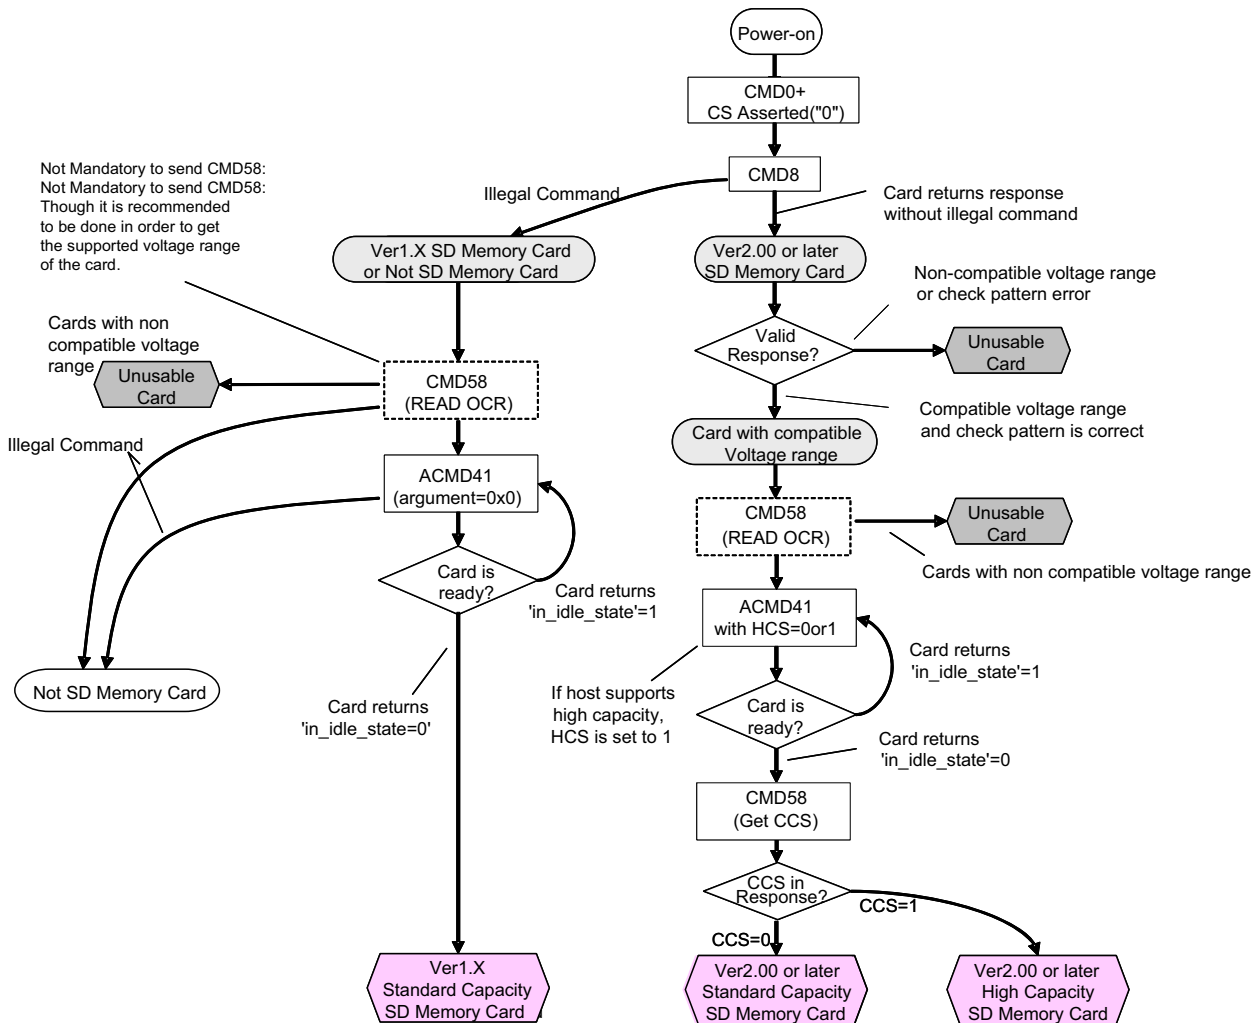 Power-on
CMD0+
CS Asserted("0")
CMD8
Illegal Command
Card returns response
without illegal command
Not Mandatory to send CMD58:
Not Mandatory to send CMD58:
Though it is recommended
to be done in order to get
the supported voltage range
of the card.
Ver1.X SD Memory Card
or Not SD Memory Card
Ver2.00 or later
SD Memory Card
Non-compatible voltage range
or check pattern error
Valid
Response?
Unusable
Card
Cards with non
compatible voltage
range
Unusable
Card
CMD58
(READ OCR)
Compatible voltage range
and check pattern is correct
Card with compatible
Voltage range
Illegal Command
ACMD41
(argument=0x0)
CMD58
(READ OCR)
Unusable
Card
Cards with non compatible voltage range
Card is
ready?
Card returns
'in_idle_state'=1
ACMD41
with HCS=0or1
Card returns
'in_idle_state'=1
Not SD Memory Card
Card returns
'in_idle_state=0'
If host supports
high capacity,
HCS is set to 1
Card is
ready?
Card returns
'in_idle_state'=0
CMD58
(Get CCS)
CCS in
Response?
CCS=1
CCS=0
Ver1.X
Standard Capacity
SD Memory Card
Ver2.00 or later
Standard Capacity
SD Memory Card
Ver2.00 or later
High Capacity
SD Memory Card